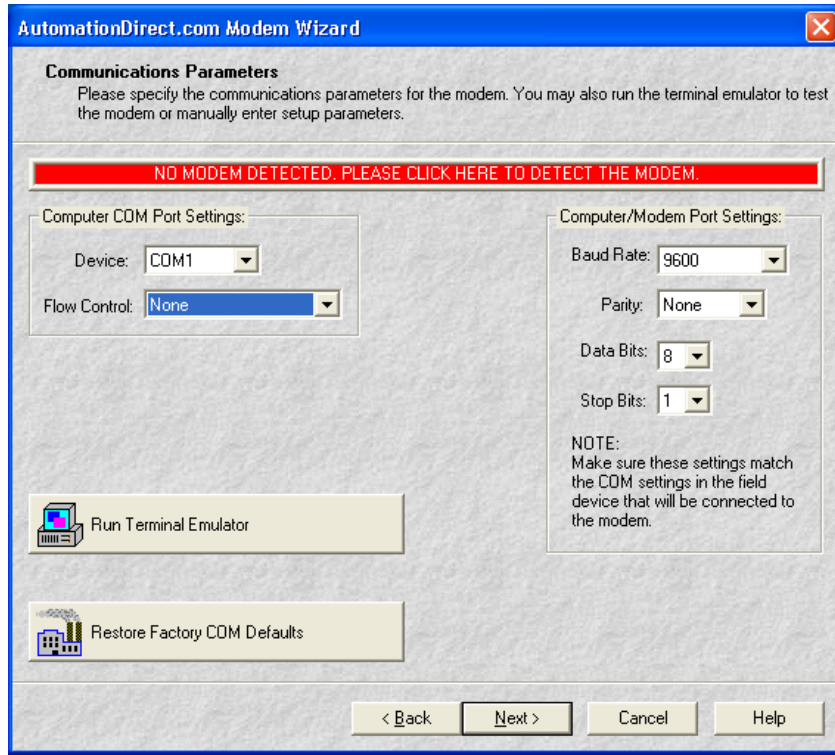 AutomationDirect.com Modem Wizard
Communications Parameters
Please specify the communications parameters for the modem. You may also run the terminal emulator to test
the modem or manually enter setup parameters.
NO MODEM DETECTED. PLEASE CLICK HERE TO DETECT THE MODEM.
Computer COM Port Settings:
Device: COM1
Flow Control: None
Computer/Modem Port Settings:
Baud Rate: 9600
Parity: None
Data Bits: 8
Stop Bits: 1
NOTE:
Make sure these settings match
the COM settings in the field
device that will be connected to
the modem.
Run Terminal Emulator
Restore Factory COM Defaults
< Back
Next >
Cancel
Help